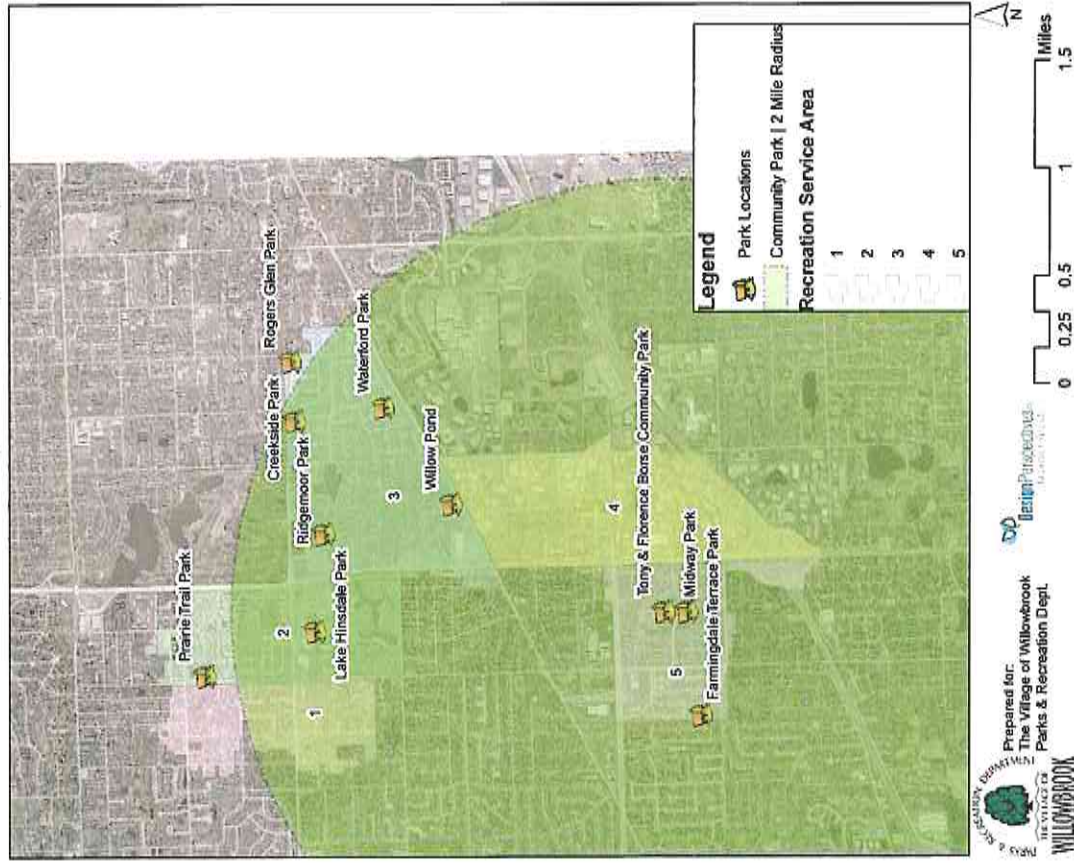 Prairie Trail Park
Creekside Park
Rogers Glen Park
Ridgemoor Park
Waterford Park
Lake Hinsdale Park
Willow Pond
Tony & Florence Borse Community Park
Midway Park
Farmingdale Terrace Park
1
2
3
4
5
Legend
Park Locations
Community Park | 2 Mile Radius
Recreation Service Area
1
2
3
4
5
N
0
0.25
0.5
1
1.5
Miles
PARKS & RECREATION DEPARTMENT
THE VILLAGE OF
WILLOWBROOK
Prepared for:
The Village of Willowbrook
Parks & Recreation Dept.
DesignPerspectives